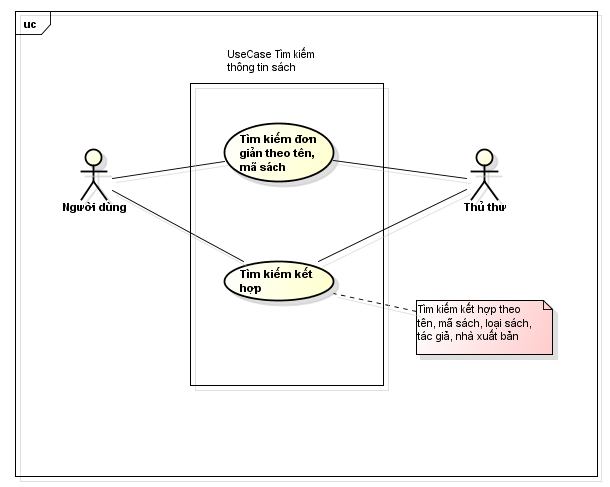 uc
UseCase Tìm kiếm
thông tin sách
Tìm kiếm đơn
giản theo tên,
mã sách
Người dùng
Thủ thư
Tìm kiếm kết
hợp
Tìm kiếm kết hợp theo
tên, mã sách, loại sách,
tác giả, nhà xuất bản